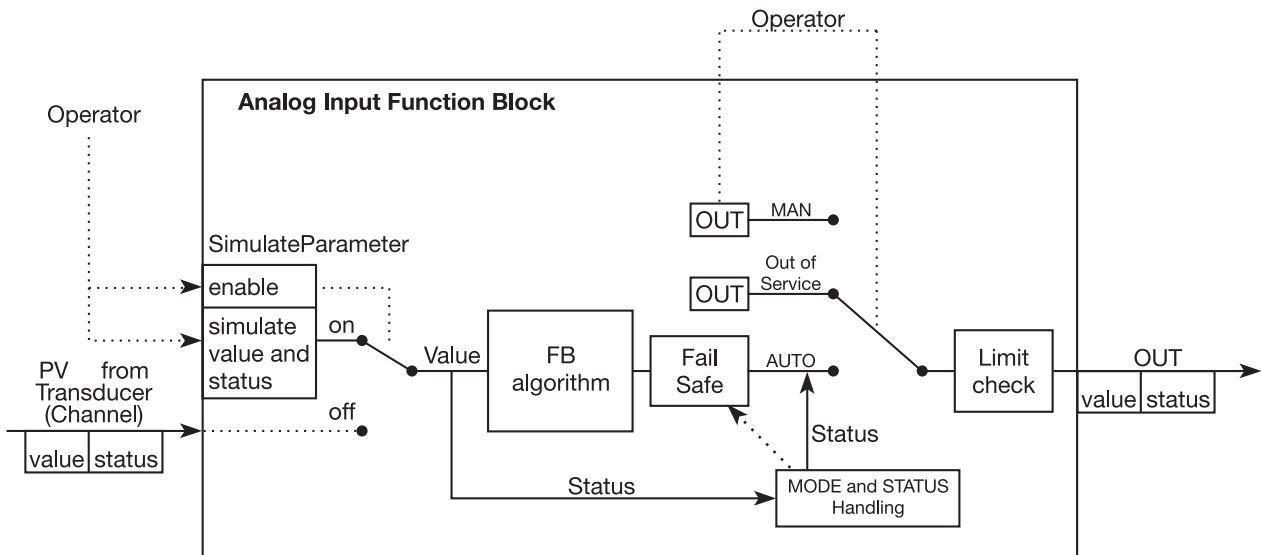 Operator
Analog Input Function Block
Operator
OUT
MAN
SimulateParameter
enable
OUT
Out of
Service
simulate
value and
status
on
PV from
Transducer
(Channel)
Value
FB
algorithm
Fail
Safe
AUTO
Limit
check
OUT
value
status
off
value
status
Status
Status
MODE and STATUS
Handling